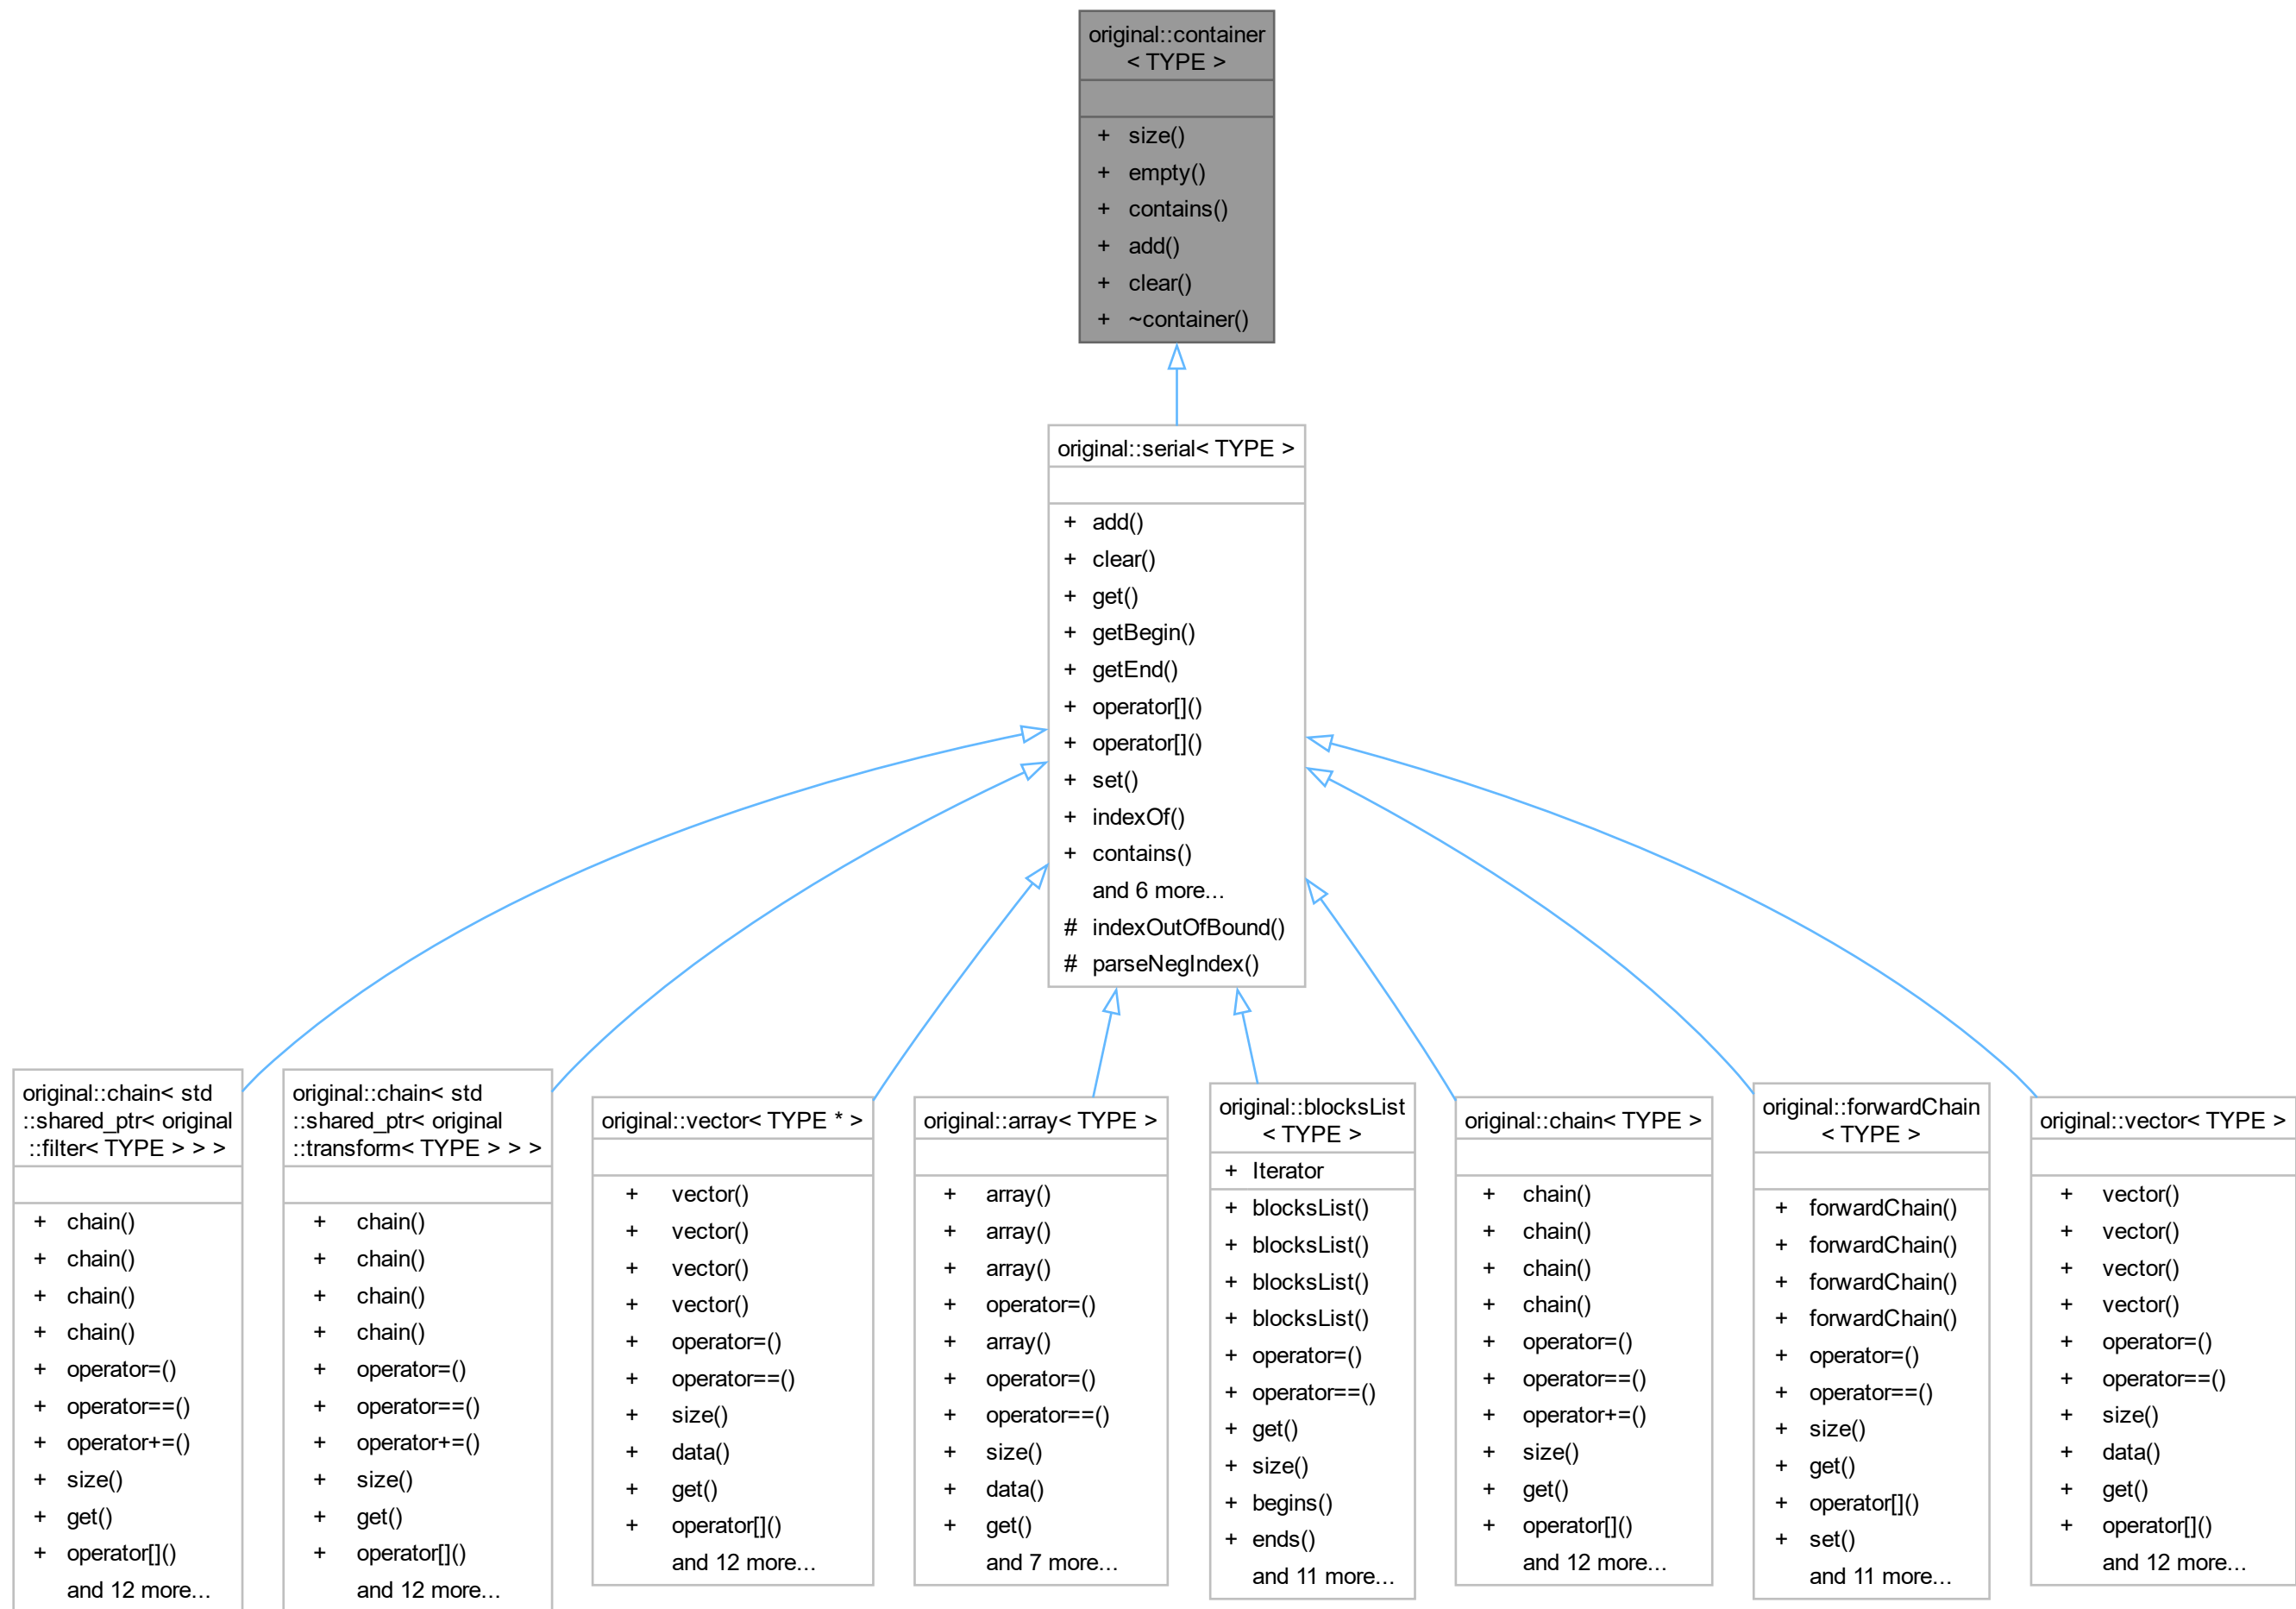 original::container
< TYPE >
+ size()
+ empty()
+ contains()
+ add()
+ clear()
+ ~container()
original::serial< TYPE >
+ add()
+ clear()
+ get()
+ getBegin()
+ getEnd()
+ operator[]()
+ operator[]()
+ set()
+ indexOf()
+ contains()
and 6 more...
# indexOutOfBound()
# parseNegIndex()
original::chain< std
::shared_ptr< original
::filter< TYPE > > >
+ chain()
+ chain()
+ chain()
+ chain()
+ operator=()
+ operator==()
+ operator+=()
+ size()
+ get()
+ operator[]()
and 12 more...
original::chain< std
::shared_ptr< original
::transform< TYPE > > >
+ chain()
+ chain()
+ chain()
+ chain()
+ operator=()
+ operator==()
+ operator+=()
+ size()
+ get()
+ operator[]()
and 12 more...
original::vector< TYPE * >
+ vector()
+ vector()
+ vector()
+ vector()
+ operator=()
+ operator==()
+ size()
+ data()
+ get()
+ operator[]()
and 12 more...
original::array< TYPE >
+ array()
+ array()
+ array()
+ operator=()
+ array()
+ operator=()
+ operator==()
+ size()
+ data()
+ get()
and 7 more...
original::blocksList
< TYPE >
+ Iterator
+ blocksList()
+ blocksList()
+ blocksList()
+ blocksList()
+ operator=()
+ operator==()
+ get()
+ size()
+ begins()
+ ends()
and 11 more...
original::chain< TYPE >
+ chain()
+ chain()
+ chain()
+ chain()
+ operator=()
+ operator==()
+ operator+=()
+ size()
+ get()
+ operator[]()
and 12 more...
original::forwardChain
< TYPE >
+ forwardChain()
+ forwardChain()
+ forwardChain()
+ forwardChain()
+ operator=()
+ operator==()
+ size()
+ get()
+ operator[]()
+ set()
and 11 more...
original::vector< TYPE >
+ vector()
+ vector()
+ vector()
+ vector()
+ operator=()
+ operator==()
+ size()
+ data()
+ get()
+ operator[]()
and 12 more...